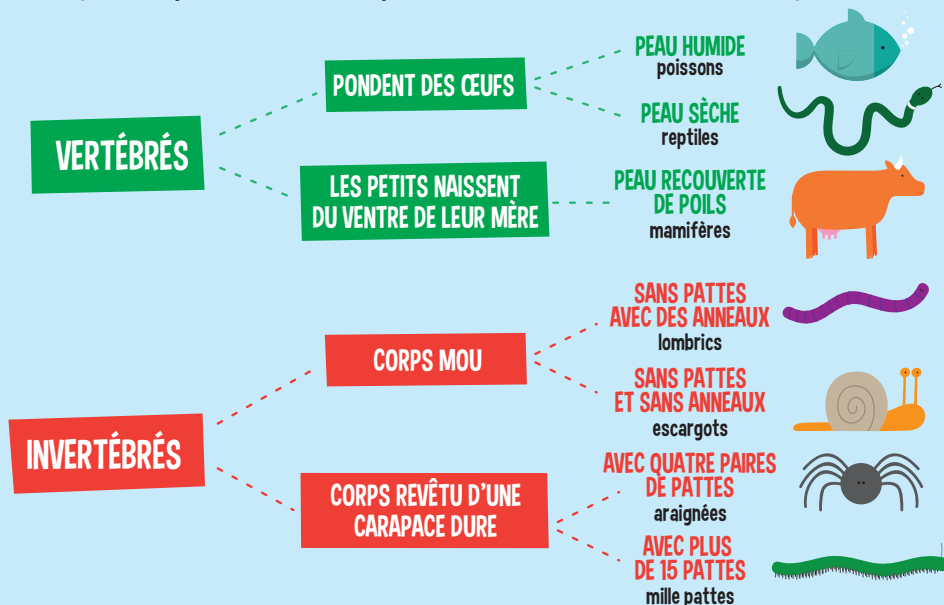 VERTÉBRÉS
PONDENT DES ŒUFS
PEAU HUMIDE
poissons
PEAU SÈCHE
reptiles
LES PETITS NAISSENT
DU VENTRE DE LEUR MÈRE
PEAU RECOUVERTE
DE POILS
mamifères
INVERTÉBRÉS
CORPS MOU
SANS PATTES
AVEC DES ANNEAUX
lombrics
SANS PATTES
ET SANS ANNEAUX
escargots
CORPS REVÊTU D'UNE
CARAPACE DURE
AVEC QUATRE PAIRES
DE PATTES
araignées
AVEC PLUS
DE 15 PATTES
mille pattes